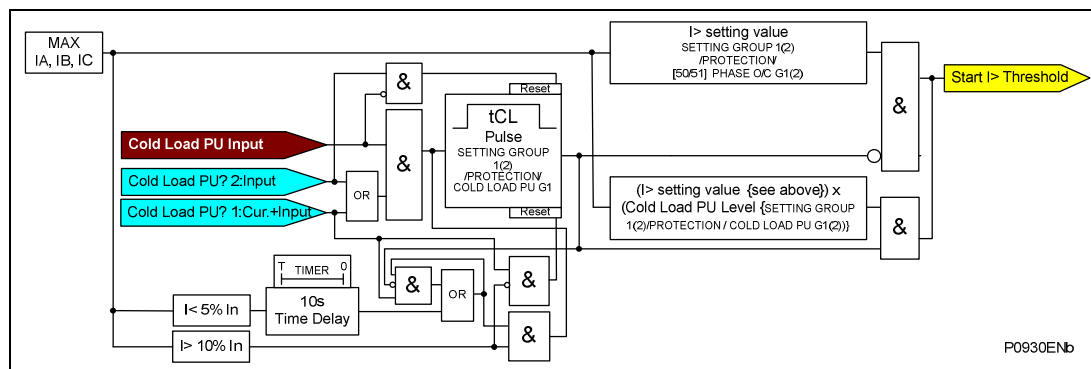 MAX
IA, IB, IC
I> setting value
SETTING GROUP 1(2)
/PROTECTION/
[50/51] PHASE O/C G1(2)
&
Start I> Threshold
&
Reset
tCL
Pulse
SETTING GROUP
1(2)
/PROTECTION/
COLD LOAD PU G1
Reset
Cold Load PU Input
&
Cold Load PU? 2:Input
OR
Cold Load PU? 1:Cur.+Input
(I> setting value {see above}) x
(Cold Load PU Level {SETTING GROUP
1(2)/PROTECTION / COLD LOAD PU G1(2))}
&
T TIMER 0
10s
Time Delay
&
OR
&
I< 5% In
I> 10% In
&
P0930ENb